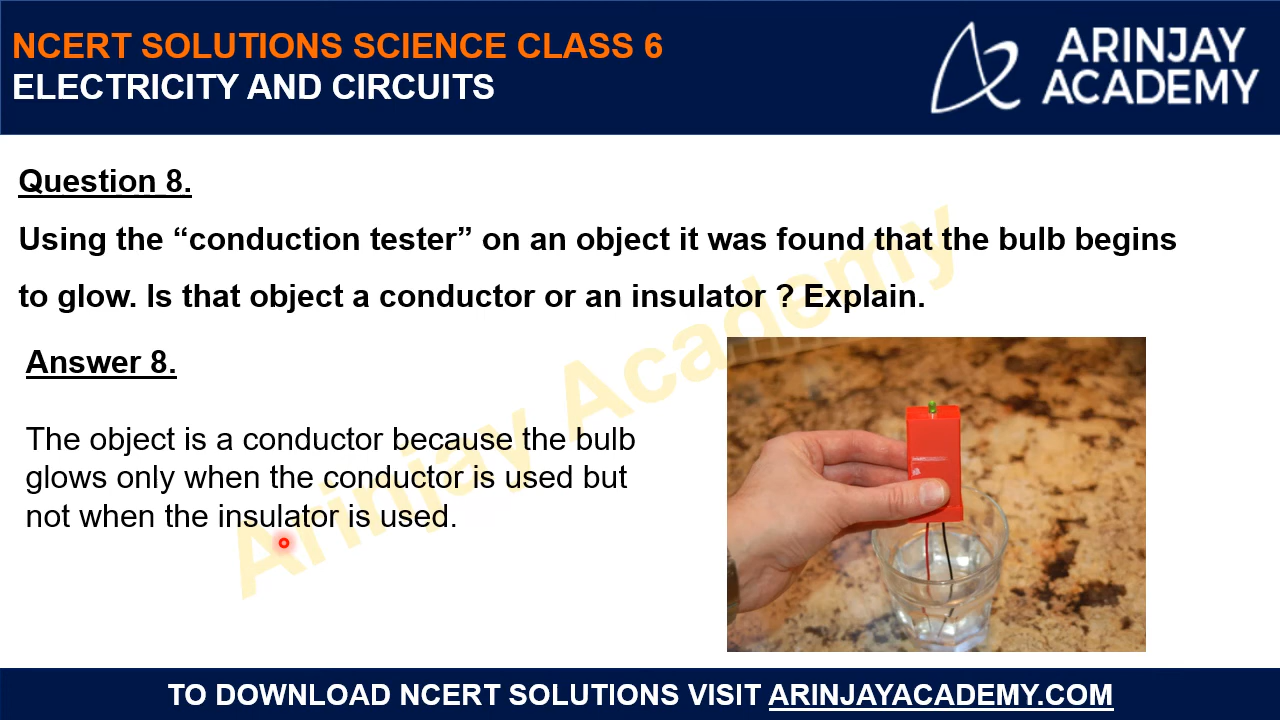 NCERT SOLUTIONS SCIENCE CLASS 6
ELECTRICITY AND CIRCUITS
ARINJAY
ACADEMY
Question 8.
Using the “conduction tester” on an object it was found that the bulb begins
to glow. Is that object a conductor or an insulator ? Explain.
Answer 8.
The object is a conductor because the bulb
glows only when the conductor is used but
not when the insulator is used.
Arinjay Academy
TO DOWNLOAD NCERT SOLUTIONS VISIT ARINJAYACADEMY.COM